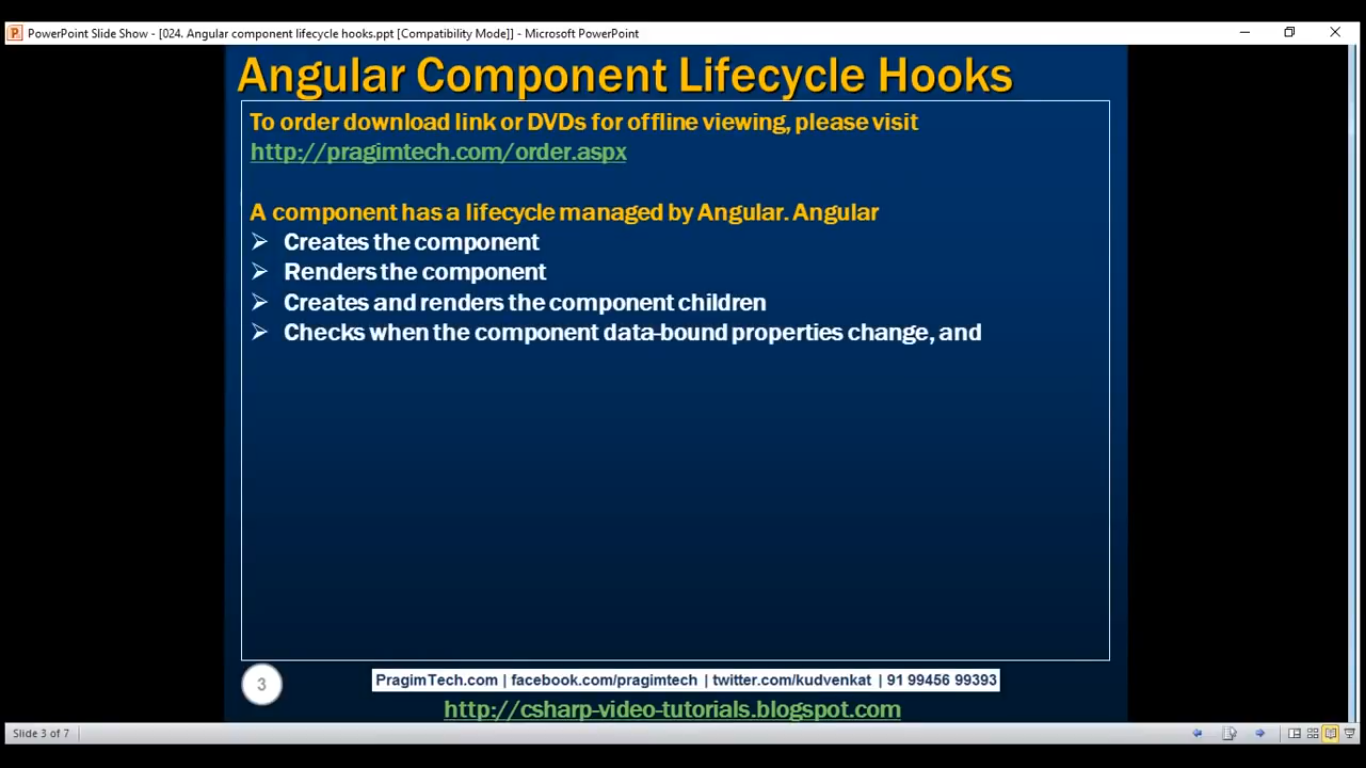 PowerPoint Slide Show - [024. Angular component lifecycle hooks.ppt [Compatibility Mode]] - Microsoft PowerPoint
Angular Component Lifecycle Hooks
To order download link or DVDs for offline viewing, please visit
http://pragimtech.com/order.aspx
A component has a lifecycle managed by Angular. Angular
Creates the component
Renders the component
Creates and renders the component children
Checks when the component data-bound properties change, and
3
PragimTech.com | facebook.com/pragimtech | twitter.com/kudvenkat | 91 99456 99393
http://csharp-video-tutorials.blogspot.com
Slide 3 of 7